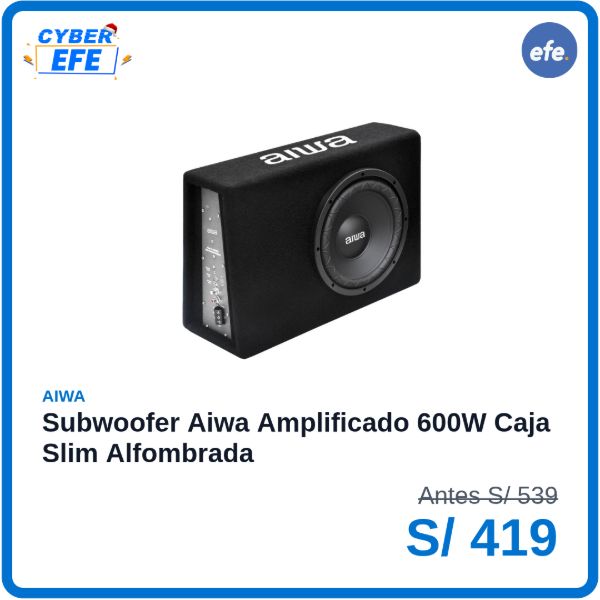 CYBER
EFE
efe.
aiwa
aiwa
AIWA
Subwoofer Aiwa Amplificado 600W Caja
Slim Alfombrada
Antes S/ 539
S/ 419